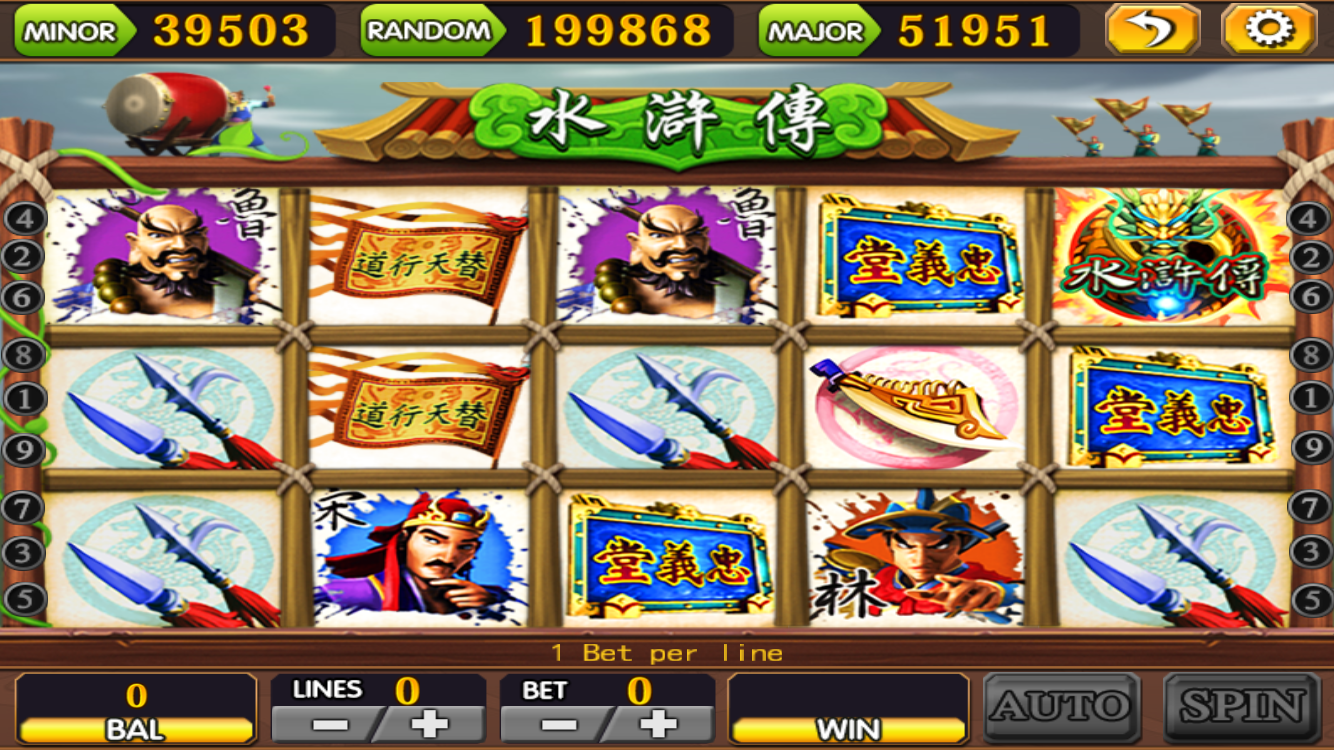 MINOR 39503 RANDOM 199868 MAJOR 51951
水滸傳
魯
替天行道
魯
忠義堂
水滸傳
4 4
2 2
6 6
替天行道
忠義堂
8 8
1 1
9 9
宋
忠義堂
林
7 7
3 3
5 5
1 Bet per line
0 LINES 0 BET 0
BAL WIN AUTO SPIN